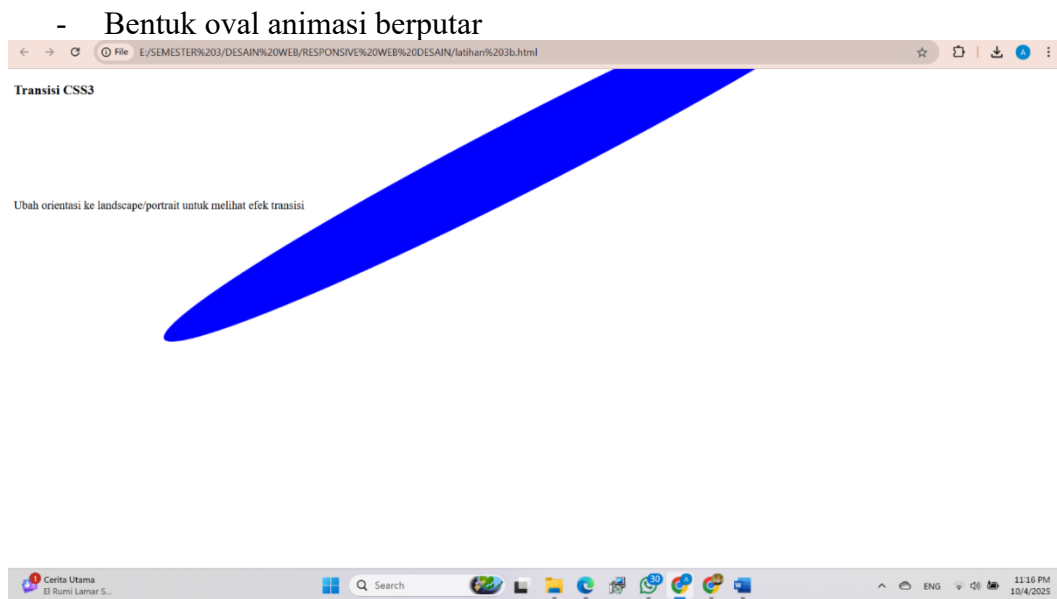 - Bentuk oval animasi berputar
File E:/SEMESTER%203/DESAIN%20WEB/RESPONSIVE%20WEB%20DESAIN/latihan%203b.html
A
Transisi CSS3
Ubah orientasi ke landscape/portrait untuk melihat efek transisi
1
Cerita Utama
El Rumi Lamar S...
Search
30
ENG
11:16 PM
10/4/2025